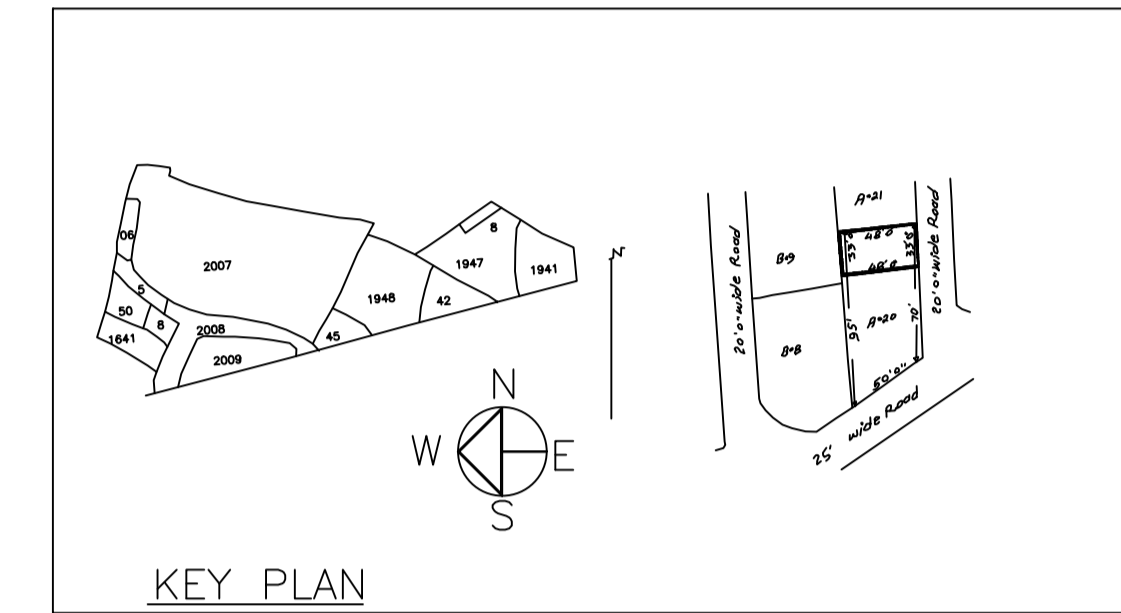 06
2007
5
50
8
1641
2008
2009
45
1948
42
1947
8
1941
N
W E
S
N
KEY PLAN
20'0" wide Road
B-9
B-8
A-21
48'0
33'0
33'0
48'0
A-20
95'
70'
50'0"
20'0" wide Road
25' wide Road